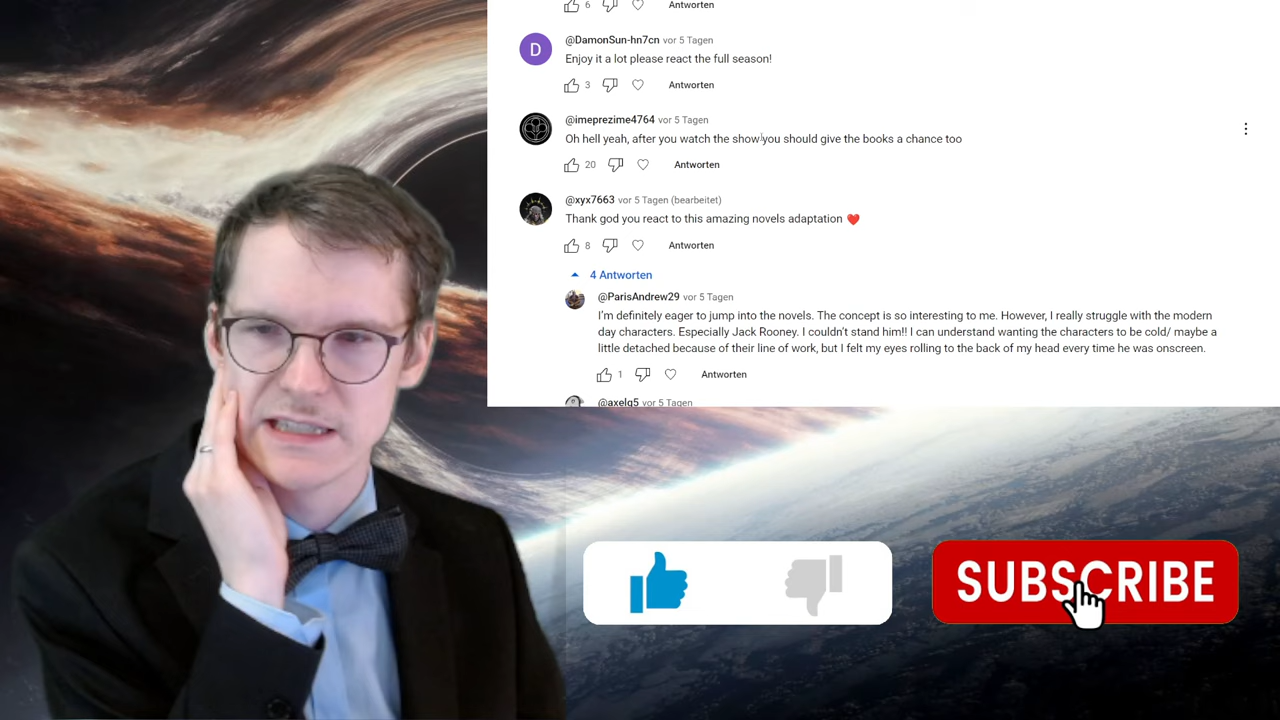 6 Antworten
D
@DamonSun-hn7cn vor 5 Tagen
Enjoy it a lot please react the full season!
3 Antworten
@imeprezime4764 vor 5 Tagen
Oh hell yeah, after you watch the show you should give the books a chance too
20 Antworten
@xyx7663 vor 5 Tagen (bearbeitet)
Thank god you react to this amazing novels adaptation ❤️
8 Antworten
4 Antworten
@ParisAndrew29 vor 5 Tagen
I'm definitely eager to jump into the novels. The concept is so interesting to me. However, I really struggle with the modern
day characters. Especially Jack Rooney. I couldn't stand him!! I can understand wanting the characters to be cold/ maybe a
little detached because of their line of work, but I felt my eyes rolling to the back of my head every time he was onscreen.
1 Antworten
@axelg5 vor 5 Tagen
SUBSCRIBE